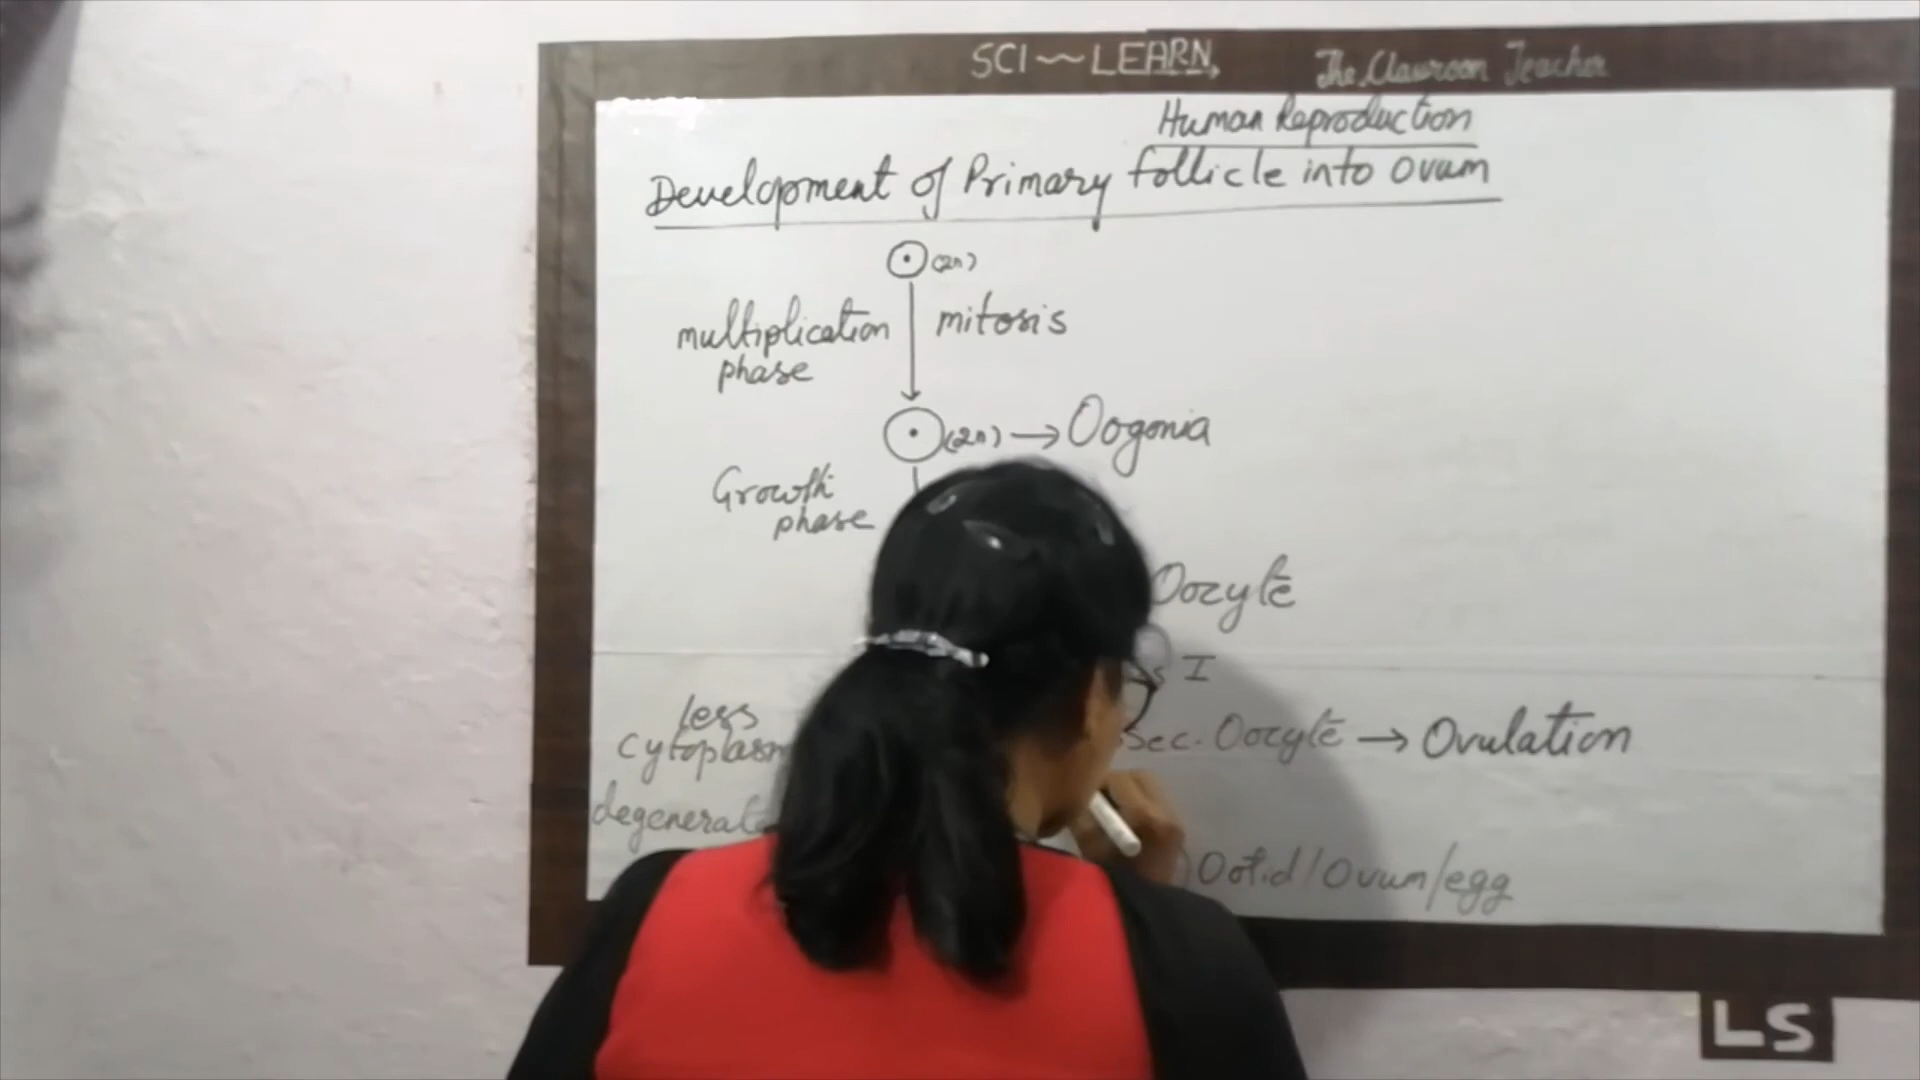 SCI~LEARN, The Classroom Teacher
Human Reproduction
Development of Primary follicle into ovum
(2n)
multiplication phase
mitosis
(2n) → Oogonia
Growth phase
Oocyte
s I
less cytoplasm
Sec. Oocyte → Ovulation
degenerate
Ootid/Ovum/egg
LS